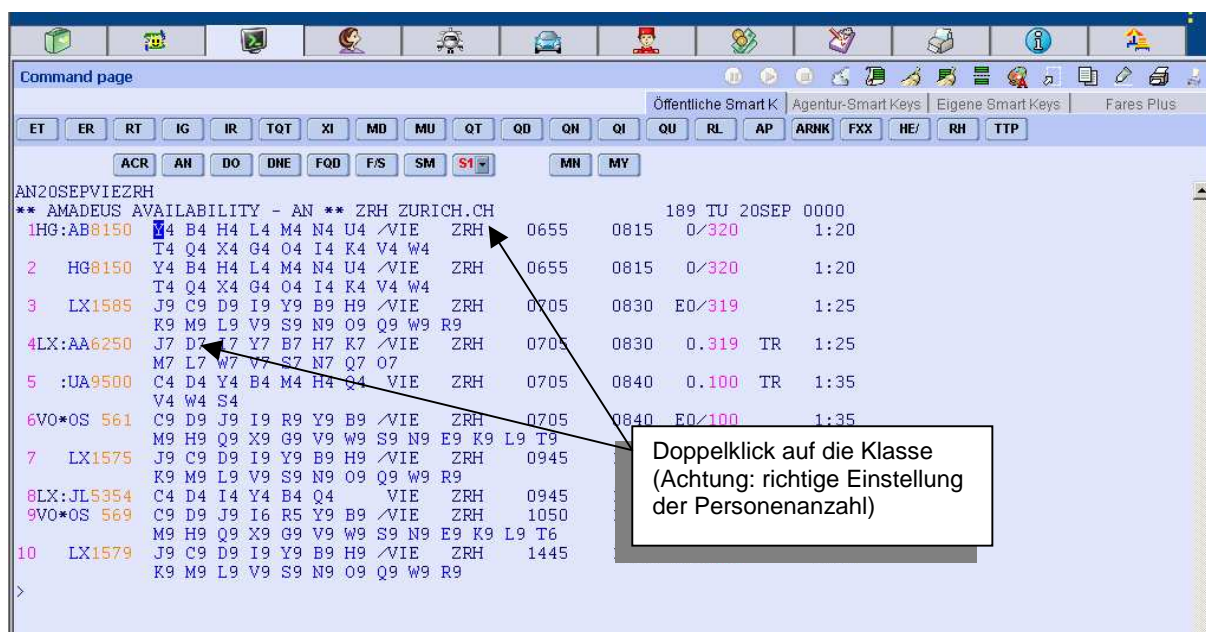 Command page
Öffentliche Smart K Agentur-Smart Keys Eigene Smart Keys Fares Plus
ET ER RT IG IR TQT XI MD MU QT QD QN QI QU RL AP ARNK FXX HE/ RH TTP
ACR AN DO DNE FQD F/S SM S1 MN MY
AN20SEPVIEZRH
** AMADEUS AVAILABILITY - AN ** ZRH ZURICH.CH 189 TU 20SEP 0000
1HG:AB8150 Y4 B4 H4 L4 M4 N4 U4 /VIE ZRH 0655 0815 0/320 1:20
T4 Q4 X4 G4 O4 I4 K4 V4 W4
2 HG8150 Y4 B4 H4 L4 M4 N4 U4 /VIE ZRH 0655 0815 0/320 1:20
T4 Q4 X4 G4 O4 I4 K4 V4 W4
3 LX1585 J9 C9 D9 I9 Y9 B9 H9 /VIE ZRH 0705 0830 E0/319 1:25
K9 M9 L9 V9 S9 N9 O9 Q9 W9 R9
4LX:AA6250 J7 D7 I7 Y7 B7 H7 K7 /VIE ZRH 0705 0830 0.319 TR 1:25
M7 L7 W7 V7 S7 N7 Q7 O7
5 :UA9500 C4 D4 Y4 B4 M4 H4 Q4 VIE ZRH 0705 0840 0.100 TR 1:35
V4 W4 S4
6VO*OS 561 C9 D9 J9 I9 R9 Y9 B9 /VIE ZRH 0705 0840 E0/100 1:35
M9 H9 Q9 X9 G9 V9 W9 S9 N9 E9 K9 L9 T9
7 LX1575 J9 C9 D9 I9 Y9 B9 H9 /VIE ZRH 0945
K9 M9 L9 V9 S9 N9 O9 Q9 W9 R9
8LX:JL5354 C4 D4 I4 Y4 B4 Q4 VIE ZRH 0945
9VO*OS 569 C9 D9 J9 I6 R5 Y9 B9 /VIE ZRH 1050
M9 H9 Q9 X9 G9 V9 W9 S9 N9 E9 K9 L9 T6
10 LX1579 J9 C9 D9 I9 Y9 B9 H9 /VIE ZRH 1445
K9 M9 L9 V9 S9 N9 O9 Q9 W9 R9
>
Doppelklick auf die Klasse
(Achtung: richtige Einstellung
der Personenanzahl)